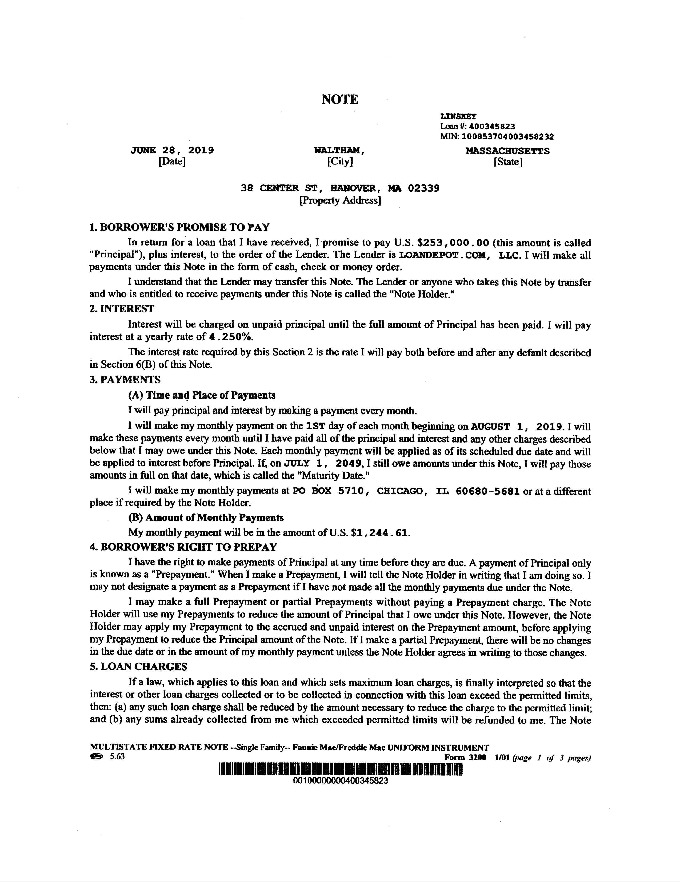 NOTE
LINSKEY
Loan #: 400345823
MIN: 100853704003458232
JUNE 28, 2019 WALTHAM, MASSACHUSETTS
[Date] [City] [State]
38 CENTER ST, HANOVER, MA 02339
[Property Address]
1. BORROWER'S PROMISE TO PAY
In return for a loan that I have received, I promise to pay U.S. $253,000.00 (this amount is called
"Principal"), plus interest, to the order of the Lender. The Lender is LOANDEPOT.COM, LLC. I will make all
payments under this Note in the form of cash, check or money order.
I understand that the Lender may transfer this Note. The Lender or anyone who takes this Note by transfer
and who is entitled to receive payments under this Note is called the "Note Holder."
2. INTEREST
Interest will be charged on unpaid principal until the full amount of Principal has been paid. I will pay
interest at a yearly rate of 4.250%.
The interest rate required by this Section 2 is the rate I will pay both before and after any default described
in Section 6(B) of this Note.
3. PAYMENTS
(A) Time and Place of Payments
I will pay principal and interest by making a payment every month.
I will make my monthly payment on the 1ST day of each month beginning on AUGUST 1, 2019. I will
make these payments every month until I have paid all of the principal and interest and any other charges described
below that I may owe under this Note. Each monthly payment will be applied as of its scheduled due date and will
be applied to interest before Principal. If, on JULY 1, 2049, I still owe amounts under this Note, I will pay those
amounts in full on that date, which is called the "Maturity Date."
I will make my monthly payments at PO BOX 5710, CHICAGO, IL 60680-5681 or at a different
place if required by the Note Holder.
(B) Amount of Monthly Payments
My monthly payment will be in the amount of U.S. $1,244.61.
4. BORROWER'S RIGHT TO PREPAY
I have the right to make payments of Principal at any time before they are due. A payment of Principal only
is known as a "Prepayment." When I make a Prepayment, I will tell the Note Holder in writing that I am doing so. I
may not designate a payment as a Prepayment if I have not made all the monthly payments due under the Note.
I may make a full Prepayment or partial Prepayments without paying a Prepayment charge. The Note
Holder will use my Prepayments to reduce the amount of Principal that I owe under this Note. However, the Note
Holder may apply my Prepayment to the accrued and unpaid interest on the Prepayment amount, before applying
my Prepayment to reduce the Principal amount of the Note. If I make a partial Prepayment, there will be no changes
in the due date or in the amount of my monthly payment unless the Note Holder agrees in writing to those changes.
5. LOAN CHARGES
If a law, which applies to this loan and which sets maximum loan charges, is finally interpreted so that the
interest or other loan charges collected or to be collected in connection with this loan exceed the permitted limits,
then: (a) any such loan charge shall be reduced by the amount necessary to reduce the charge to the permitted limit;
and (b) any sums already collected from me which exceeded permitted limits will be refunded to me. The Note
MULTISTATE FIXED RATE NOTE --Single Family-- Fannie Mae/Freddie Mac UNIFORM INSTRUMENT
5.63 Form 3200 1/01 (page 1 of 3 pages)
00100000000400345823